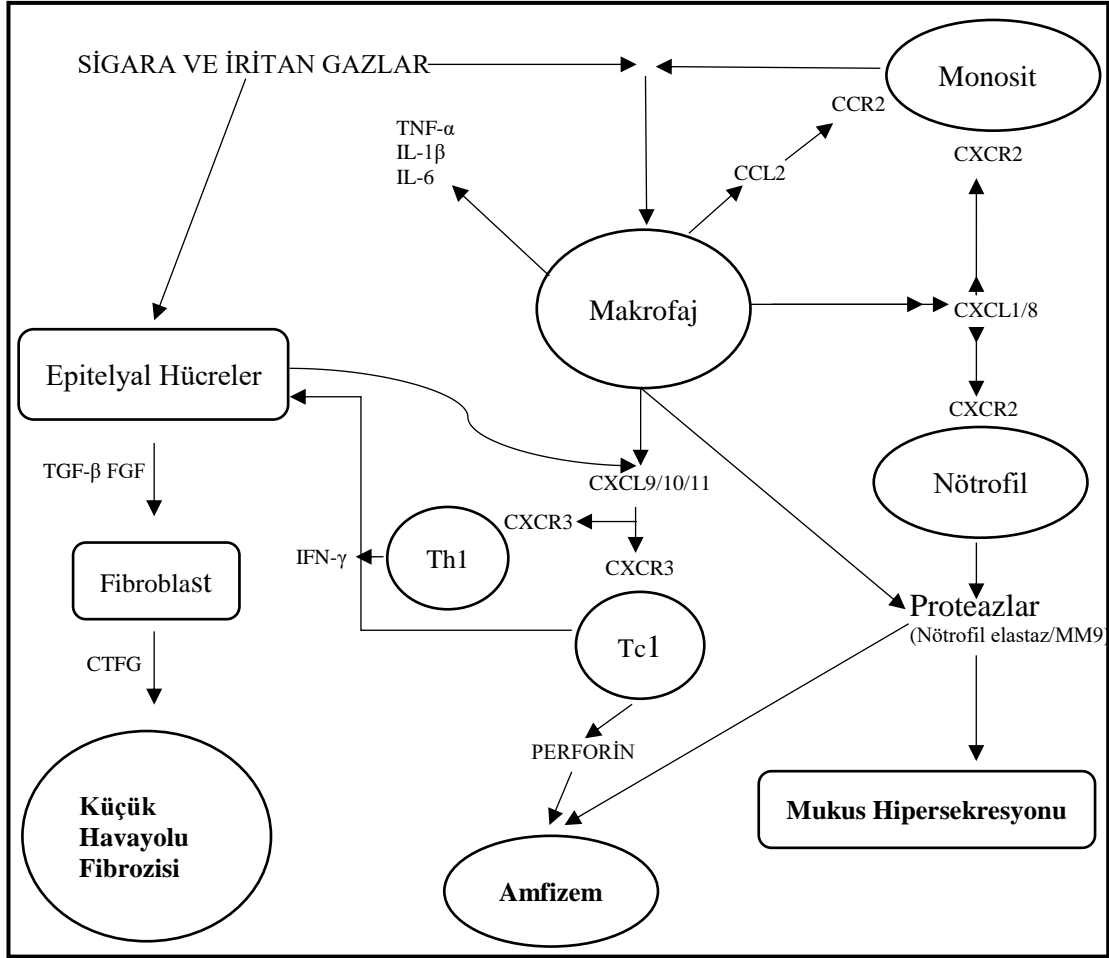 SİGARA VE İRİTAN GAZLAR
Monosit
TNF-α
IL-1β
IL-6
CCR2
CCL2
CXCR2
Makrofaj
CXCL1/8
Epitelyal Hücreler
CXCR2
TGF-β FGF
CXCL9/10/11
Nötrofil
CXCR3
IFN-γ
Th1
CXCR3
Fibroblast
Proteazlar
(Nötrofil elastaz/MM9)
Tc1
CTFG
PERFORİN
Küçük
Havayolu
Fibrozisi
Mukus Hipersekresyonu
Amfizem